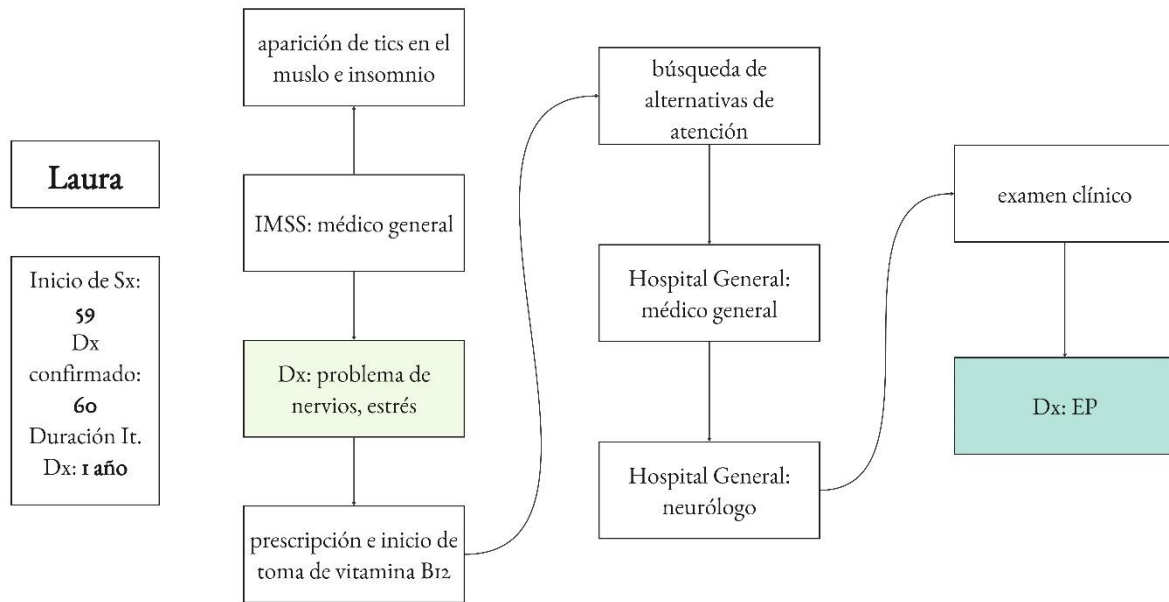 Laura
Inicio de Sx:
59
Dx
confirmado:
60
Duración It.
Dx: 1 año
aparición de tics en el
muslo e insomnio
IMSS: médico general
Dx: problema de
nervios, estrés
prescripción e inicio de
toma de vitamina B12
búsqueda de
alternativas de
atención
Hospital General:
médico general
Hospital General:
neurólogo
examen clínico
Dx: EP